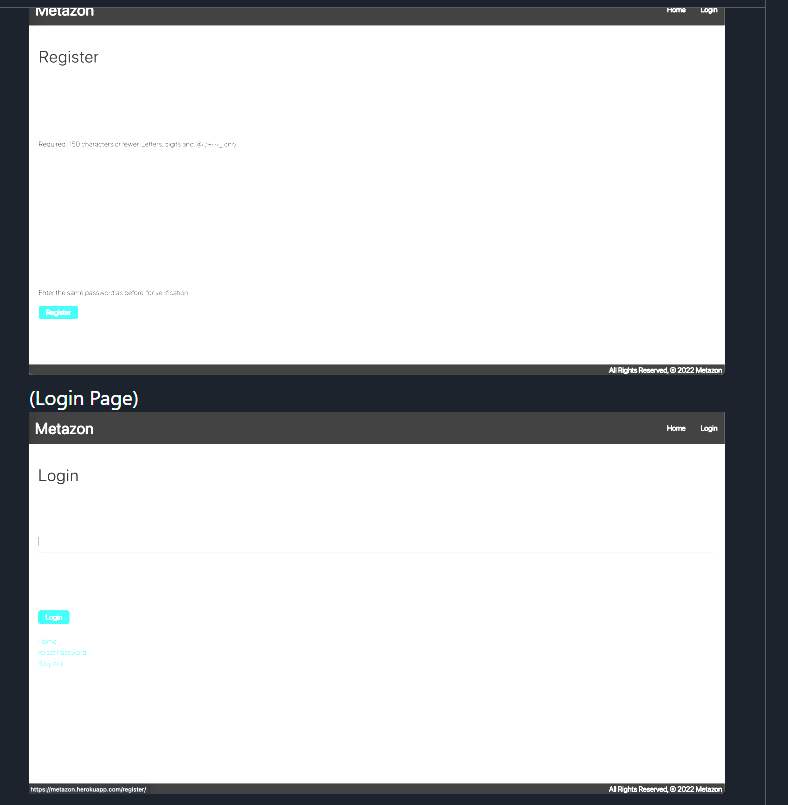 Metazon
Home Login
Register
Required. 150 characters or fewer. Letters, digits and @/./+/-/_ only.
Enter the same password as before, for verification.
Register
All Rights Reserved, © 2022 Metazon
(Login Page)
Metazon
Home Login
Login
Login
Home
Reset Password
Register
https://metazon.herokuapp.com/register/
All Rights Reserved, © 2022 Metazon